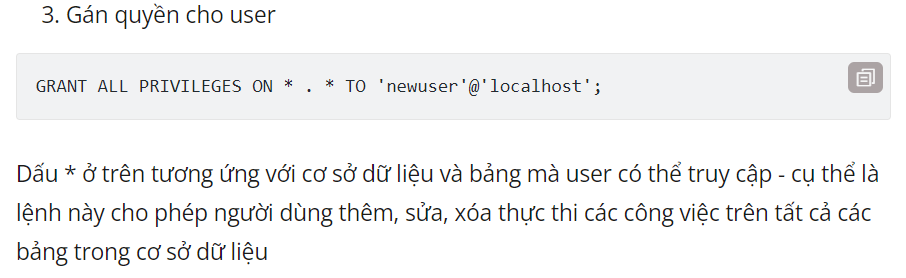 3. Gán quyền cho user
GRANT ALL PRIVILEGES ON * . * TO 'newuser'@'localhost';
Dấu * ở trên tương ứng với cơ sở dữ liệu và bảng mà user có thể truy cập - cụ thể là
lệnh này cho phép người dùng thêm, sửa, xóa thực thi các công việc trên tất cả các
bảng trong cơ sở dữ liệu